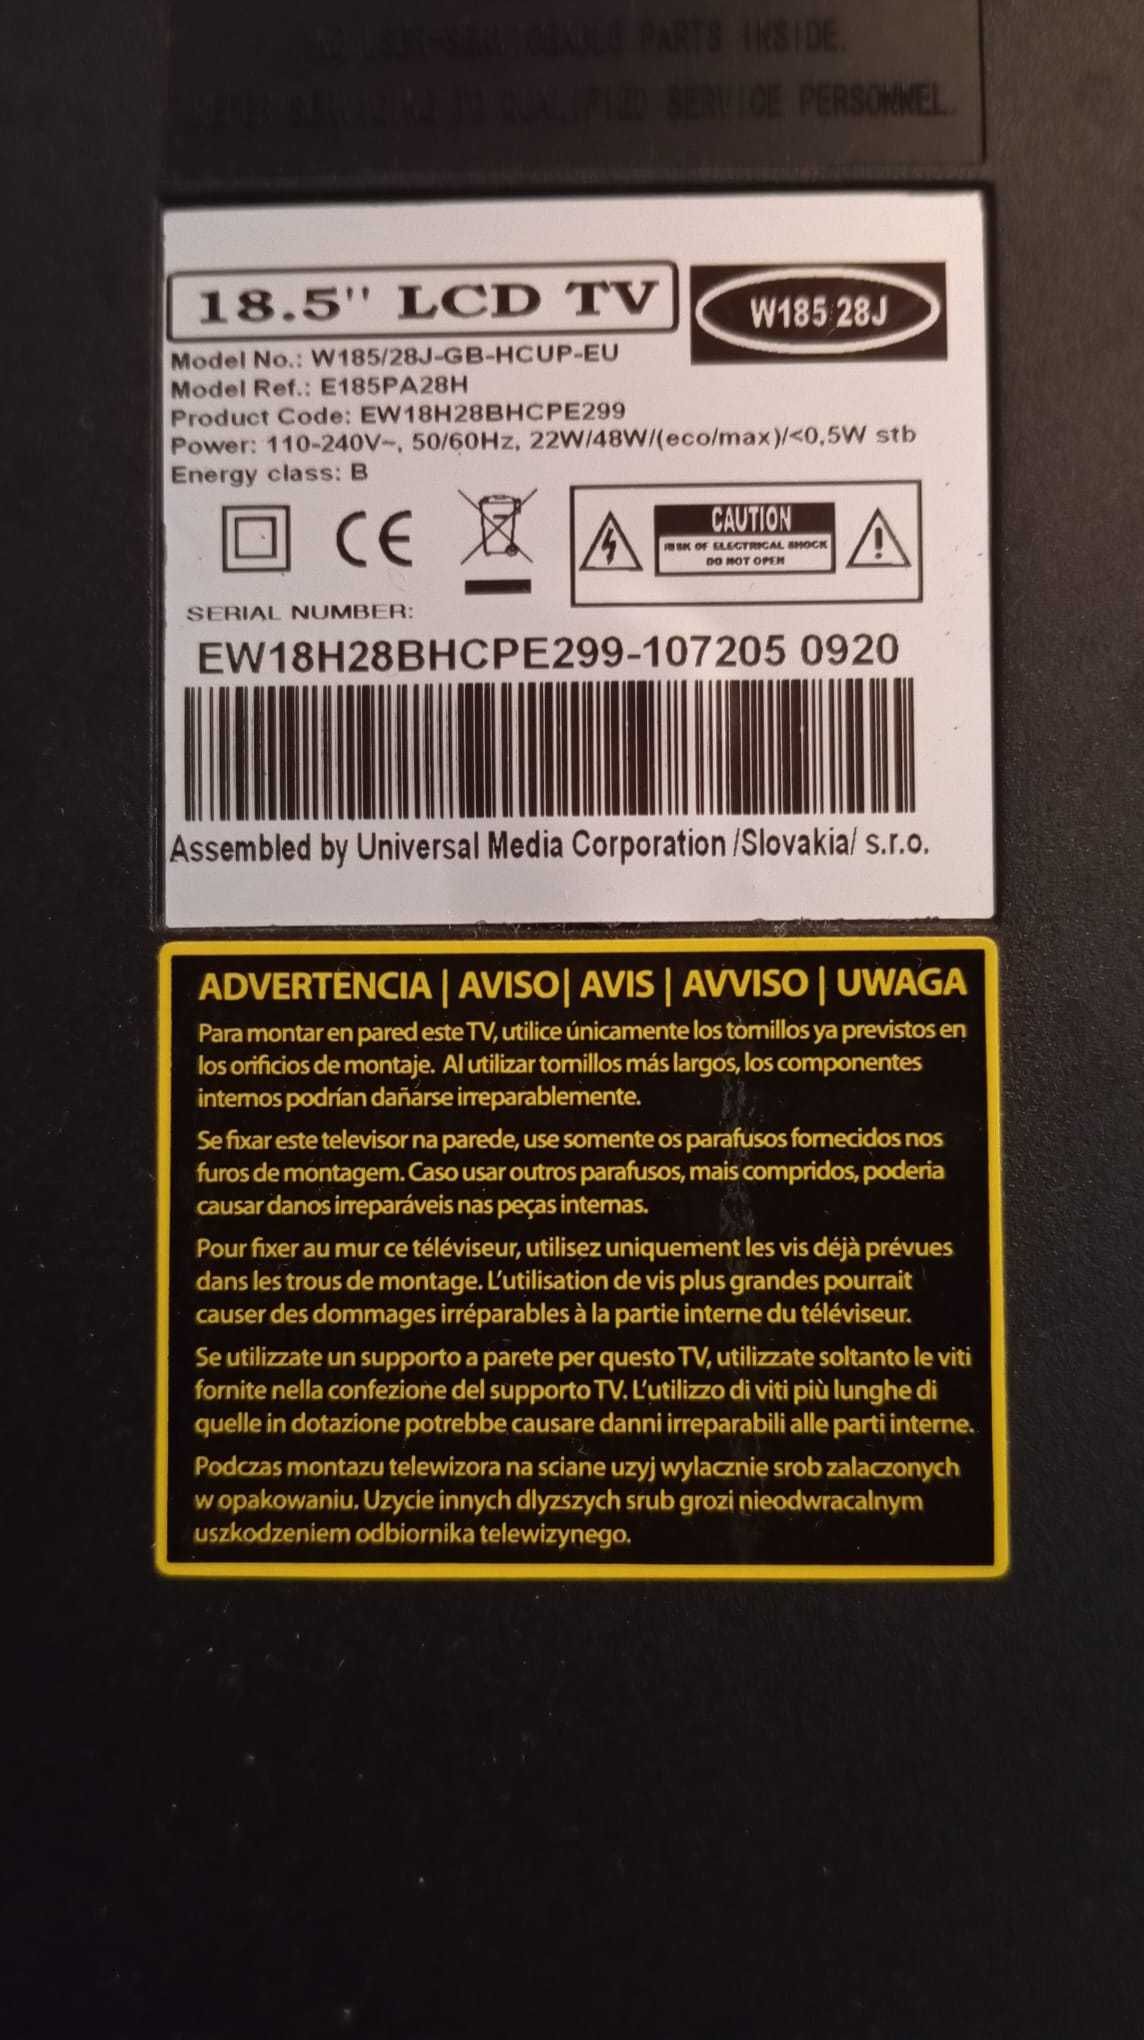 PARTS INSIDE.
QUALIFIED SERVICE PERSONNEL.
18.5" LCD TV
W185/28J
Model No.: W185/28J-GB-HCUP-EU
Model Ref.: E185PA28H
Product Code: EW18H28BHCPE299
Power: 110-240V~, 50/60Hz, 22W/48W/(eco/max)/<0,5W stb
Energy class: B
CE
CAUTION
RISK OF ELECTRICAL SHOCK
DO NOT OPEN
SERIAL NUMBER:
EW18H28BHCPE299-107205 0920
Assembled by Universal Media Corporation /Slovakia/ s.r.o.
ADVERTENCIA | AVISO| AVIS | AVVISO | UWAGA
Para montar en pared este TV, utilice únicamente los tornillos ya previstos en
los orificios de montaje. Al utilizar tornillos más largos, los componentes
internos podrían dañarse irreparablemente.
Se fixar este televisor na parede, use somente os parafusos fornecidos nos
furos de montagem. Caso usar outros parafusos, mais compridos, poderia
causar danos irreparáveis nas peças internas.
Pour fixer au mur ce téléviseur, utilisez uniquement les vis déjà prévues
dans les trous de montage. L'utilisation de vis plus grandes pourrait
causer des dommages irréparables à la partie interne du téléviseur.
Se utilizzate un supporto a parete per questo TV, utilizzate soltanto le viti
fornite nella confezione del supporto TV. L'utilizzo di viti più lunghe di
quelle in dotazione potrebbe causare danni irreparabili alle parti interne.
Podczas montazu telewizora na sciane uzyj wylacznie srob zalaczonych
w opakowaniu. Uzycie innych dlyzszych srub grozi nieodwracalnym
uszkodzeniem odbiornika telewizynego.